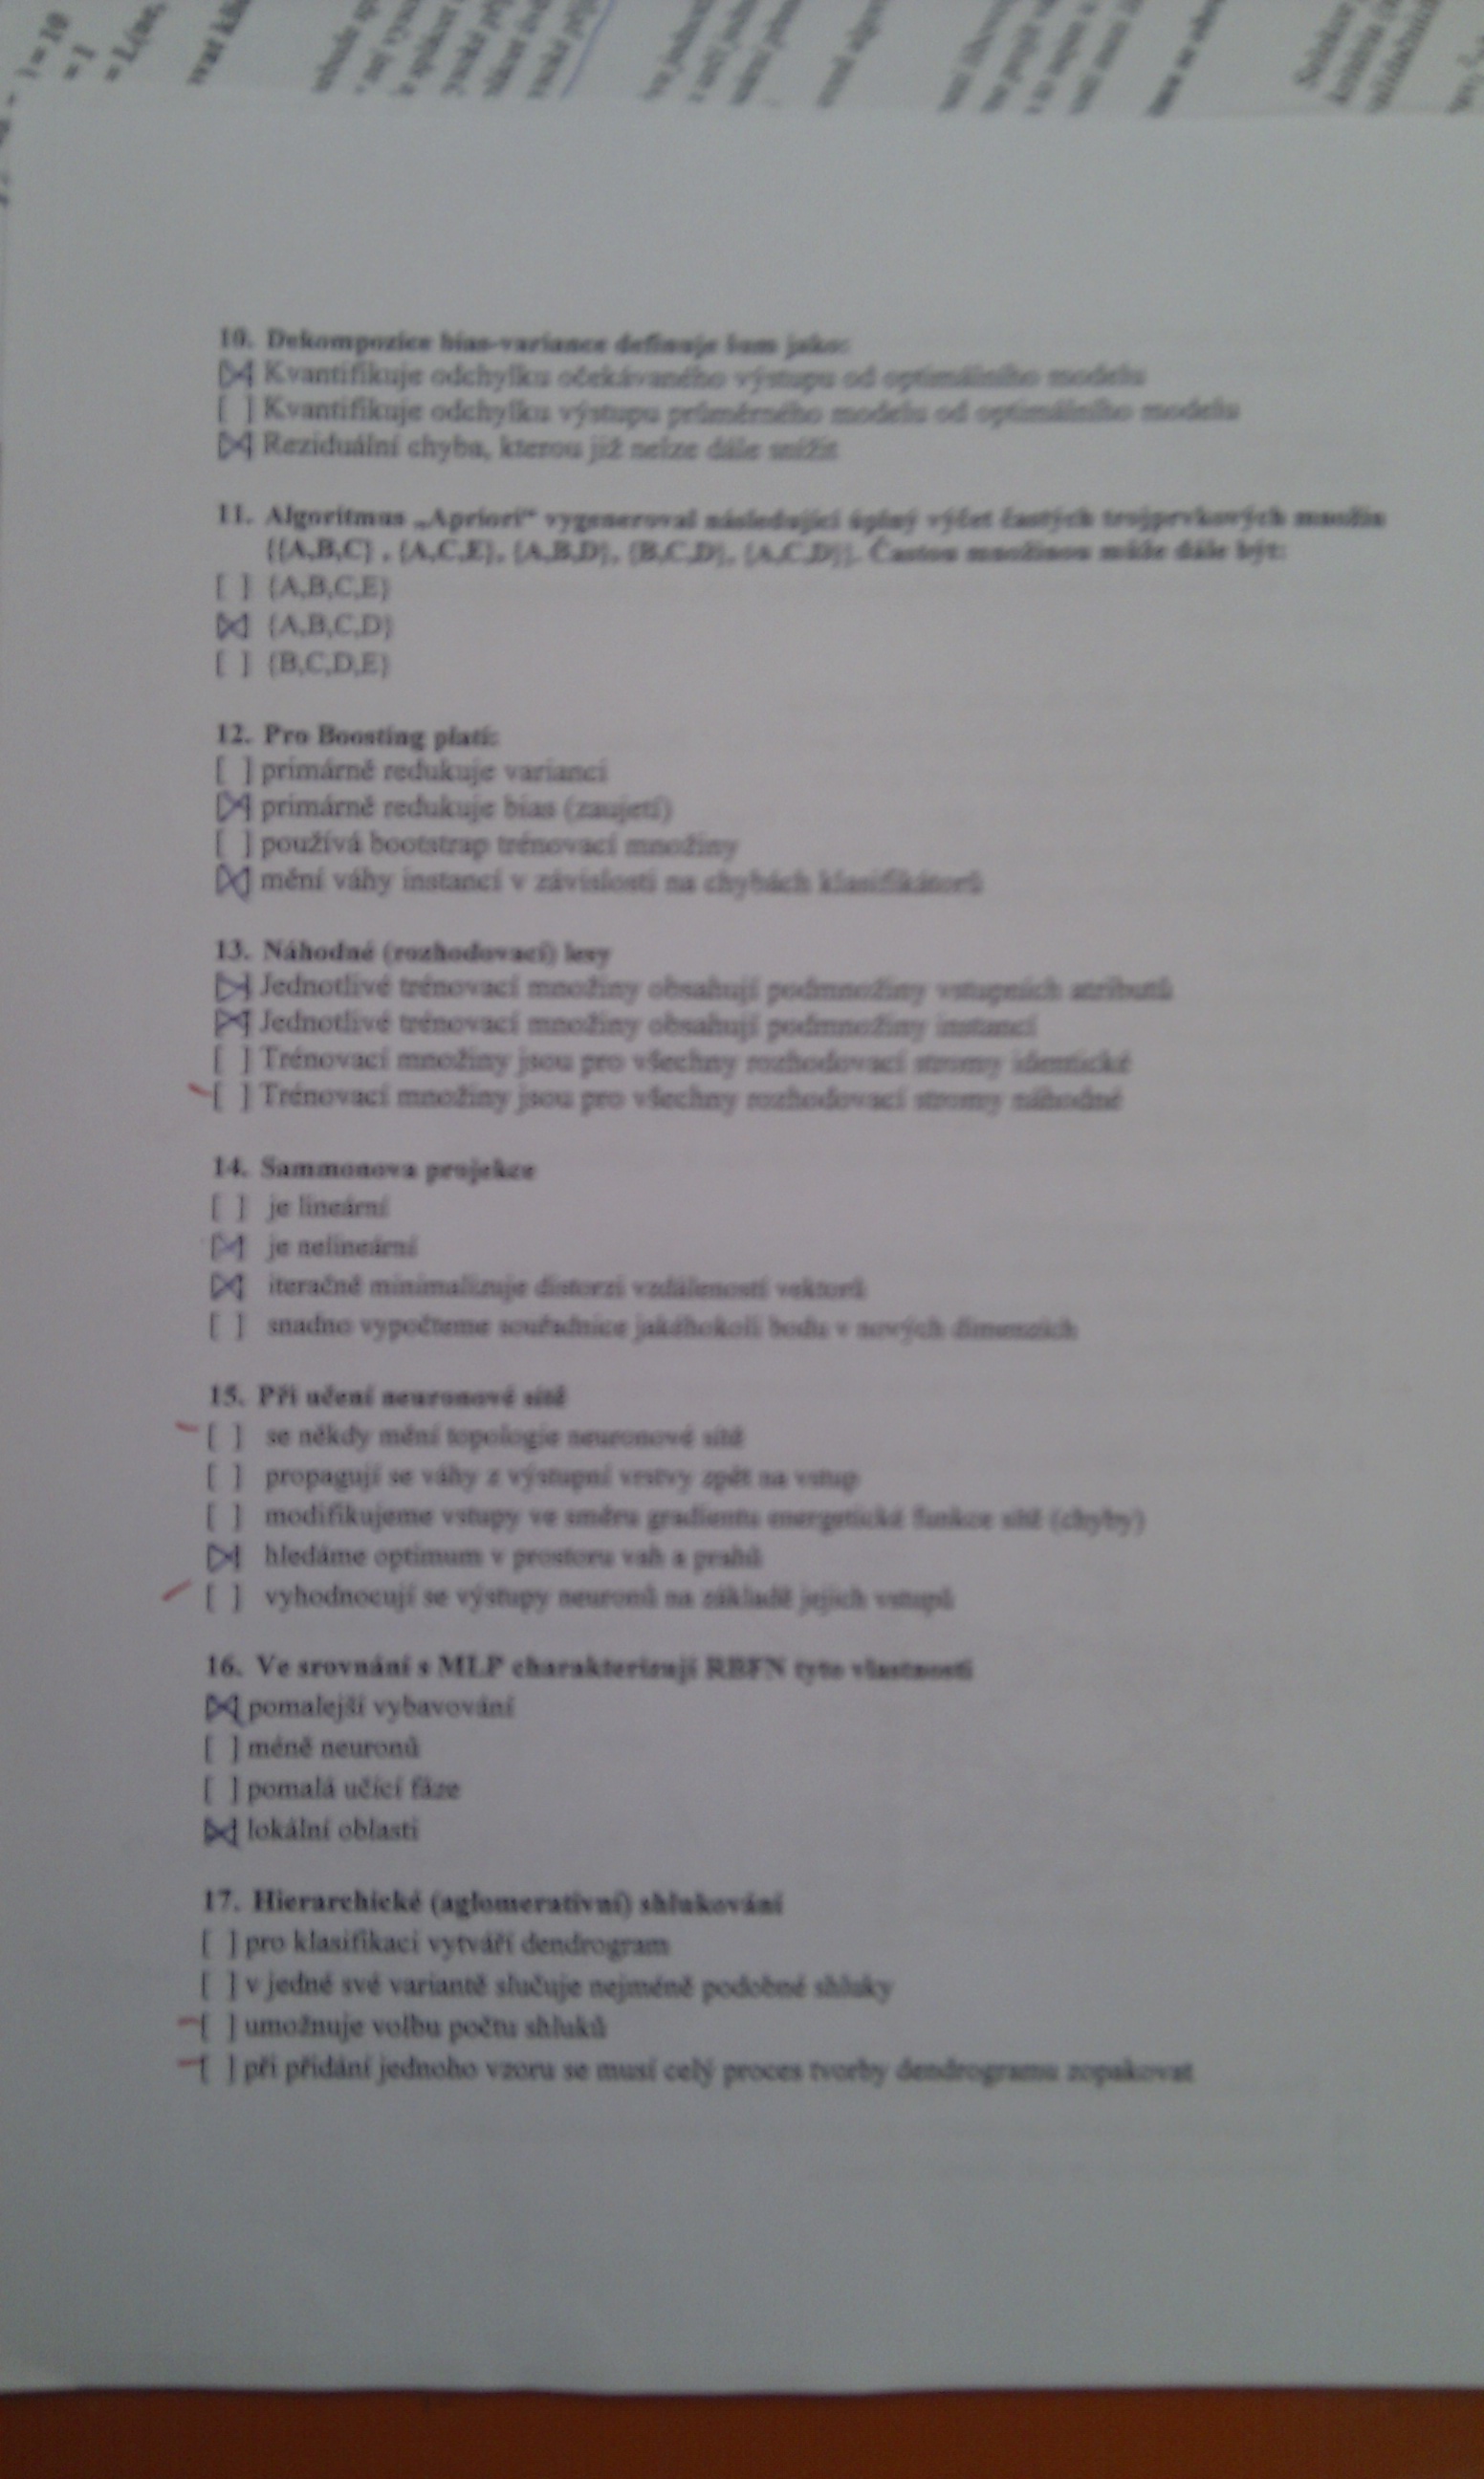 ) = 10
= 1
10. Dekompozice bias-variance definuje šum jako:
[X] Kvantifikuje odchylku očekávaného výstupu od optimálního modelu
[ ] Kvantifikuje odchylku výstupu průměrného modelu od optimálního modelu
[X] Reziduální chyba, kterou již nelze dále snížit
11. Algoritmus „Apriori“ vygeneroval následující úplný výčet častých trojprvkových množin
{{A,B,C} , {A,C,E}, {A,B,D}, {B,C,D}, {A,C,D}}. Častou množinou může dále být:
[ ] {A,B,C,E}
[X] {A,B,C,D}
[ ] {B,C,D,E}
12. Pro Boosting platí:
[ ] primárně redukuje varianci
[X] primárně redukuje bias (zaujetí)
[ ] používá bootstrap trénovací množiny
[X] mění váhy instancí v závislosti na chybách klasifikátorů
13. Náhodné (rozhodovací) lesy
[X] Jednotlivé trénovací množiny obsahují podmnožiny vstupních atributů
[X] Jednotlivé trénovací množiny obsahují podmnožiny instancí
[ ] Trénovací množiny jsou pro všechny rozhodovací stromy identické
[ ] Trénovací množiny jsou pro všechny rozhodovací stromy náhodné
14. Sammonova projekce
[ ] je lineární
[X] je nelineární
[X] iteračně minimalizuje distorzi vzdáleností vektorů
[ ] snadno vypočteme souřadnice jakéhokoli bodu v nových dimenzích
15. Při učení neuronové sítě
[ ] se někdy mění topologie neuronové sítě
[ ] propagují se váhy z výstupní vrstvy zpět na vstup
[ ] modifikujeme vstupy ve směru gradientu energetické funkce sítě (chyby)
[X] hledáme optimum v prostoru vah a prahů
[ ] vyhodnocují se výstupy neuronů na základě jejich vstupů
16. Ve srovnání s MLP charakterizují RBFN tyto vlastnosti
[X] pomalejší vybavování
[ ] méně neuronů
[ ] pomalá učící fáze
[X] lokální oblasti
17. Hierarchické (aglomerativní) shlukování
[ ] pro klasifikaci vytváří dendrogram
[ ] v jedné své variantě slučuje nejméně podobné shluky
[ ] umožnuje volbu počtu shluků
[ ] při přidání jednoho vzoru se musí celý proces tvorby dendrogramu zopakovat